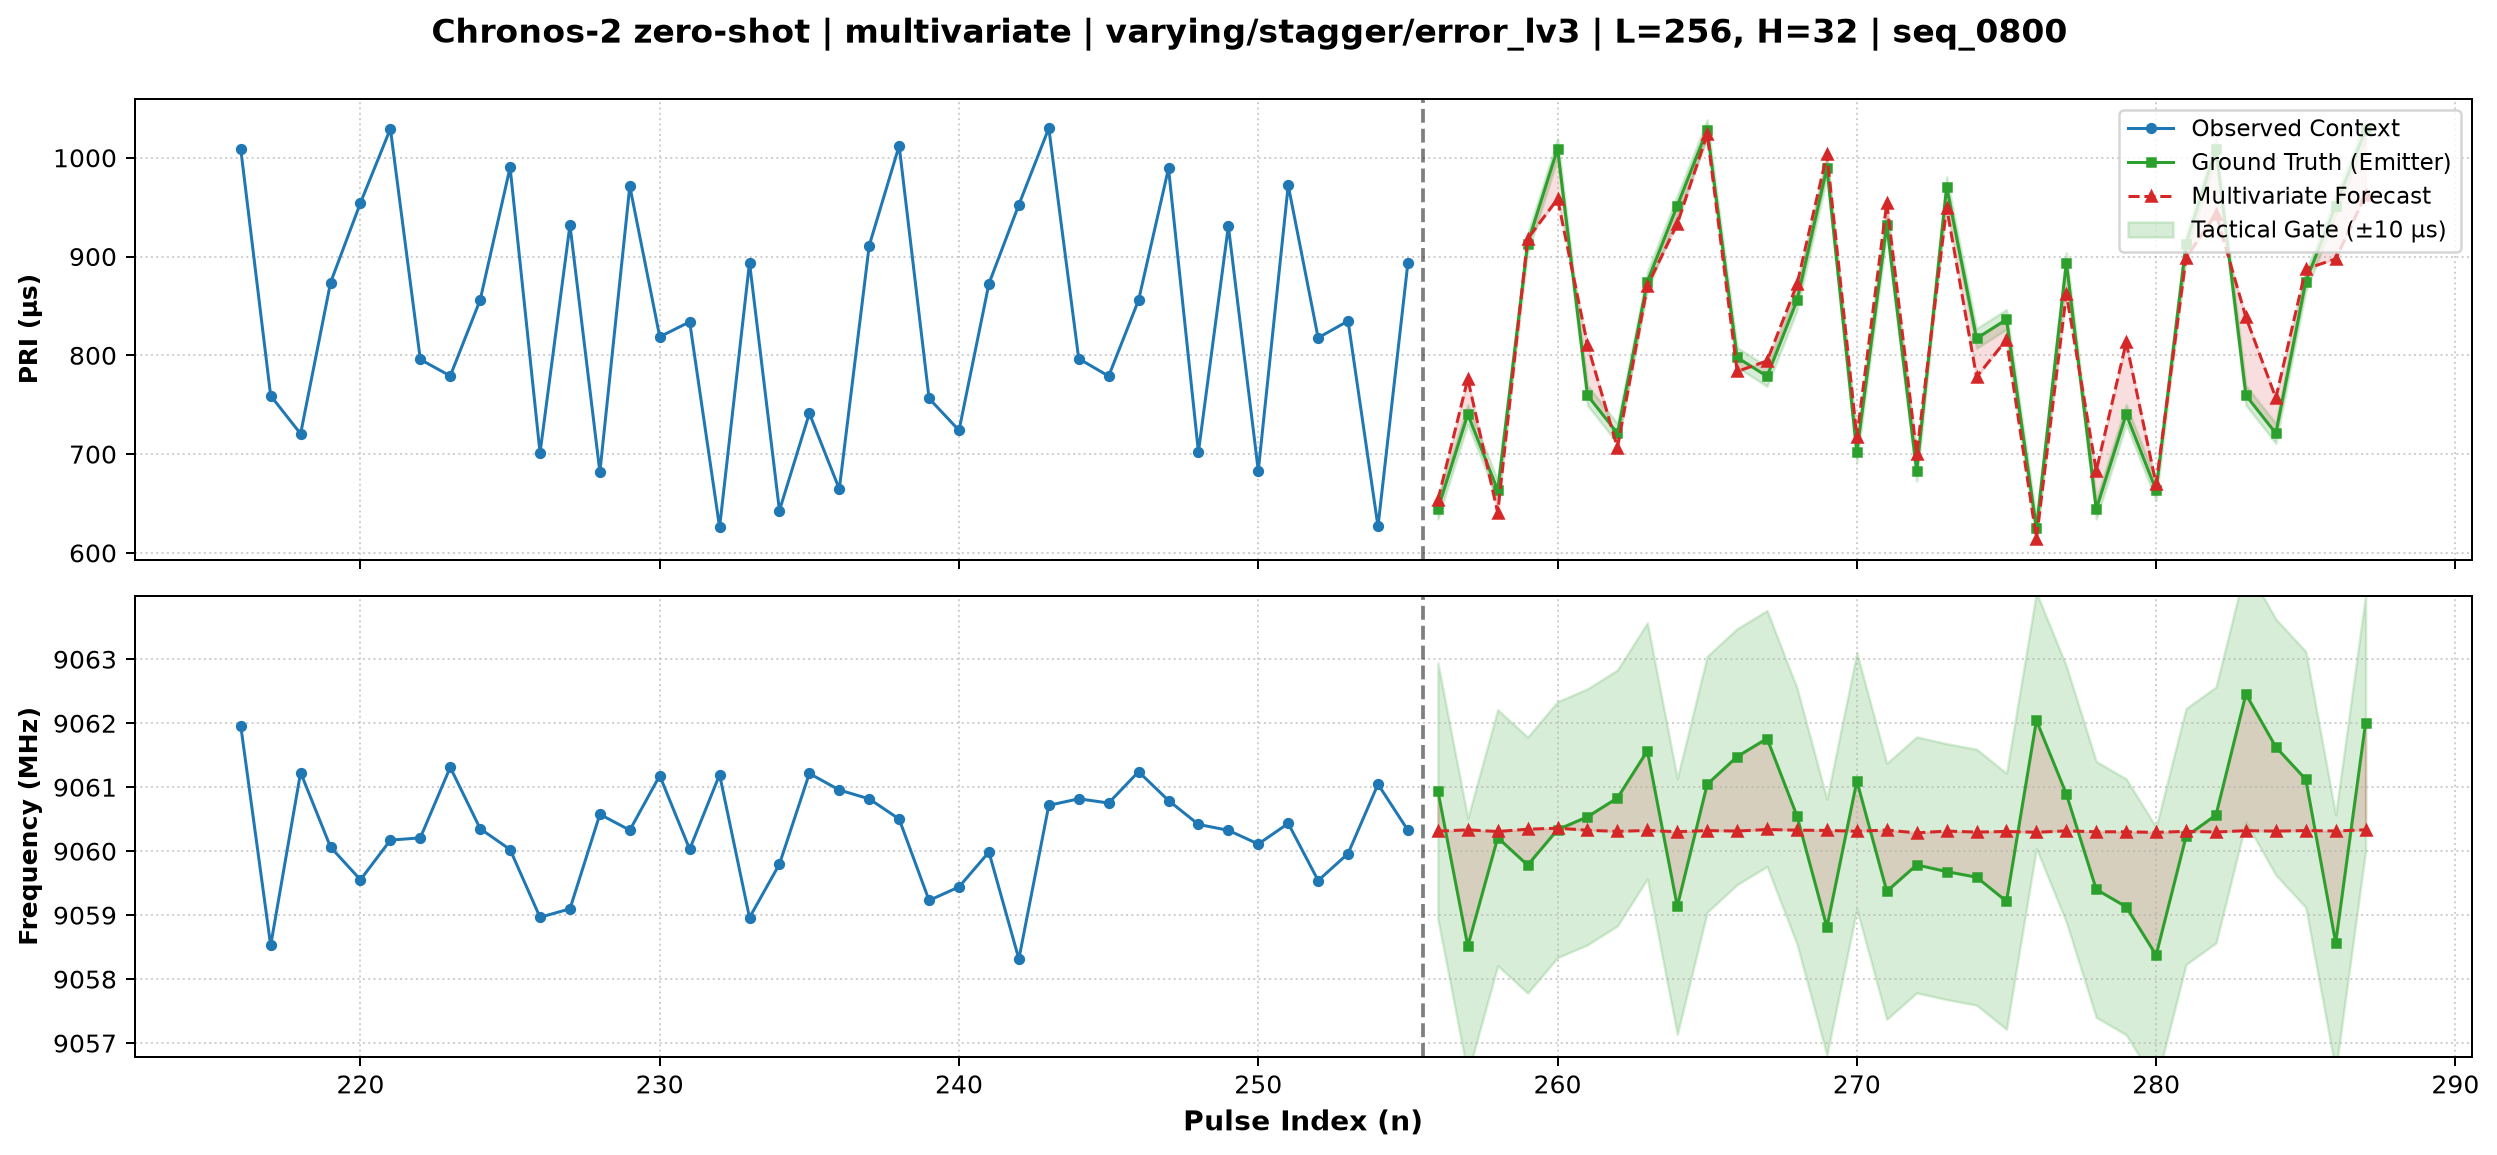 Chronos-2 zero-shot | multivariate | varying/stagger/error_lv3 | L=256, H=32 | seq_0800
PRI (µs)
1000
900
800
700
600
Observed Context
Ground Truth (Emitter)
Multivariate Forecast
Tactical Gate (±10 µs)
Frequency (MHz)
9063
9062
9061
9060
9059
9058
9057
220 230 240 250 260 270 280 290
Pulse Index (n)